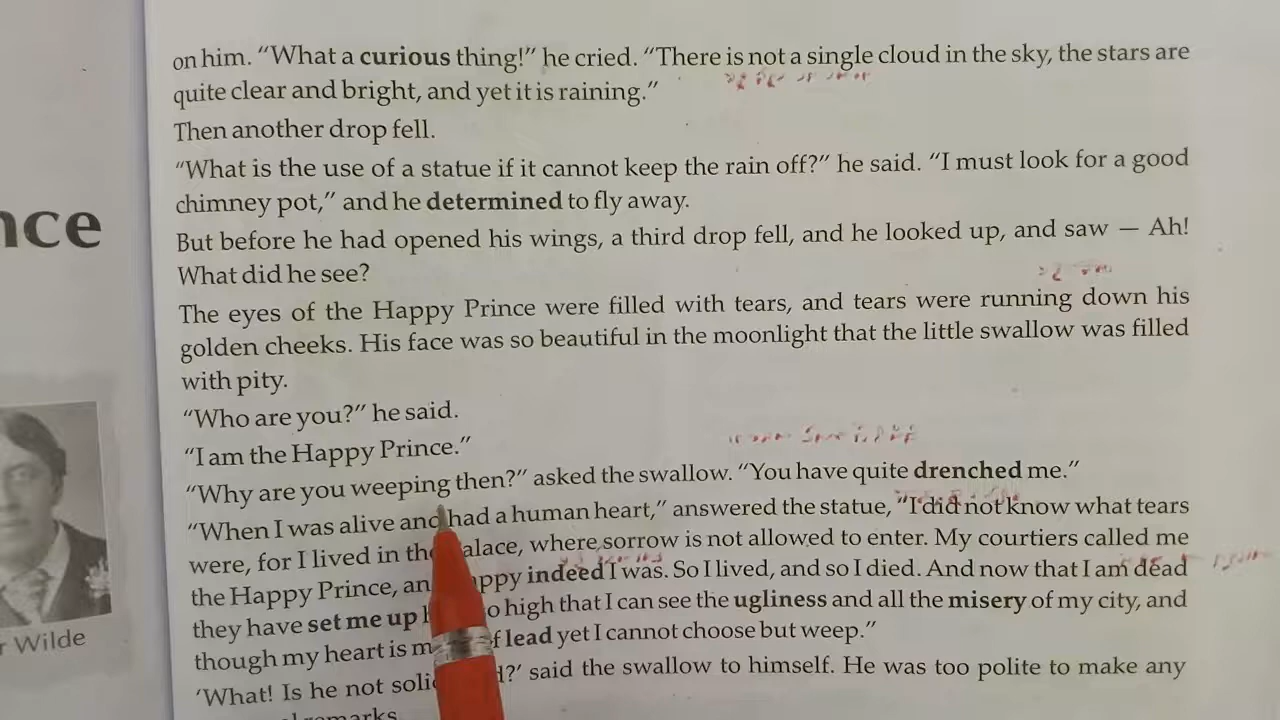 on him. “What a curious thing!” he cried. “There is not a single cloud in the sky, the stars are
quite clear and bright, and yet it is raining.”
Then another drop fell.
“What is the use of a statue if it cannot keep the rain off?” he said. “I must look for a good
chimney pot,” and he determined to fly away.
But before he had opened his wings, a third drop fell, and he looked up, and saw — Ah!
What did he see?
The eyes of the Happy Prince were filled with tears, and tears were running down his
golden cheeks. His face was so beautiful in the moonlight that the little swallow was filled
with pity.
“Who are you?” he said.
“I am the Happy Prince.”
“Why are you weeping then?” asked the swallow. “You have quite drenched me.”
“When I was alive and had a human heart,” answered the statue, “I did not know what tears
were, for I lived in the alace, where sorrow is not allowed to enter. My courtiers called me
the Happy Prince, an appy indeed I was. So I lived, and so I died. And now that I am dead
they have set me up so high that I can see the ugliness and all the misery of my city, and
though my heart is m f lead yet I cannot choose but weep.”
‘What! Is he not soli d?’ said the swallow to himself. He was too polite to make any
remarks
nce
Wilde